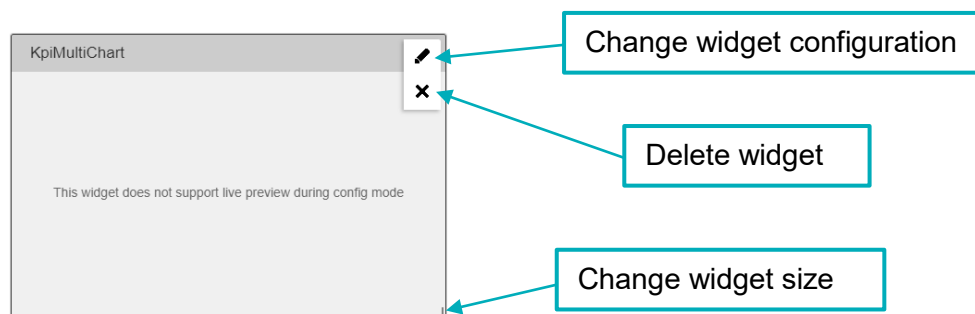 KpiMultiChart
Change widget configuration
Delete widget
This widget does not support live preview during config mode
Change widget size